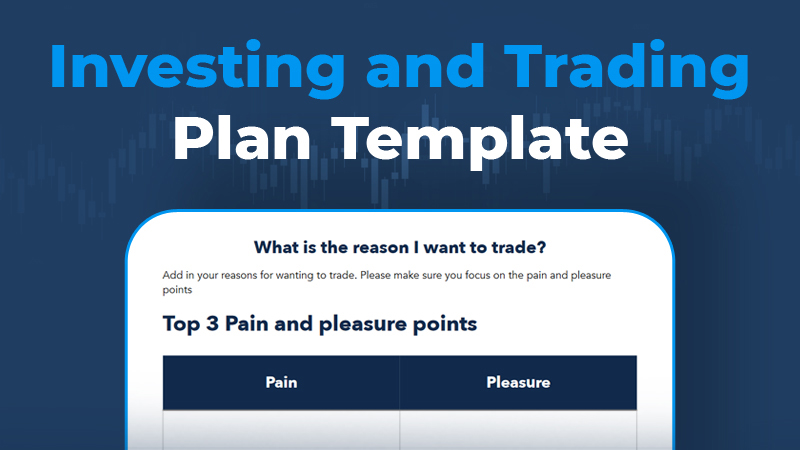 Investing and Trading
Plan Template
What is the reason I want to trade?
Add in your reasons for wanting to trade. Please make sure you focus on the pain and pleasure
points
Top 3 Pain and pleasure points
Pain Pleasure